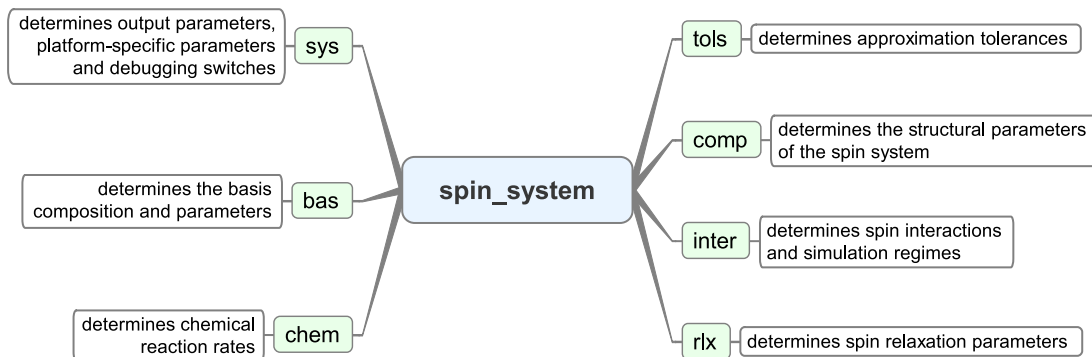 determines output parameters,
platform-specific parameters
and debugging switches
sys
determines the basis
composition and parameters
bas
determines chemical
reaction rates
chem
spin_system
tols
determines approximation tolerances
comp
determines the structural parameters
of the spin system
inter
determines spin interactions
and simulation regimes
rlx
determines spin relaxation parameters